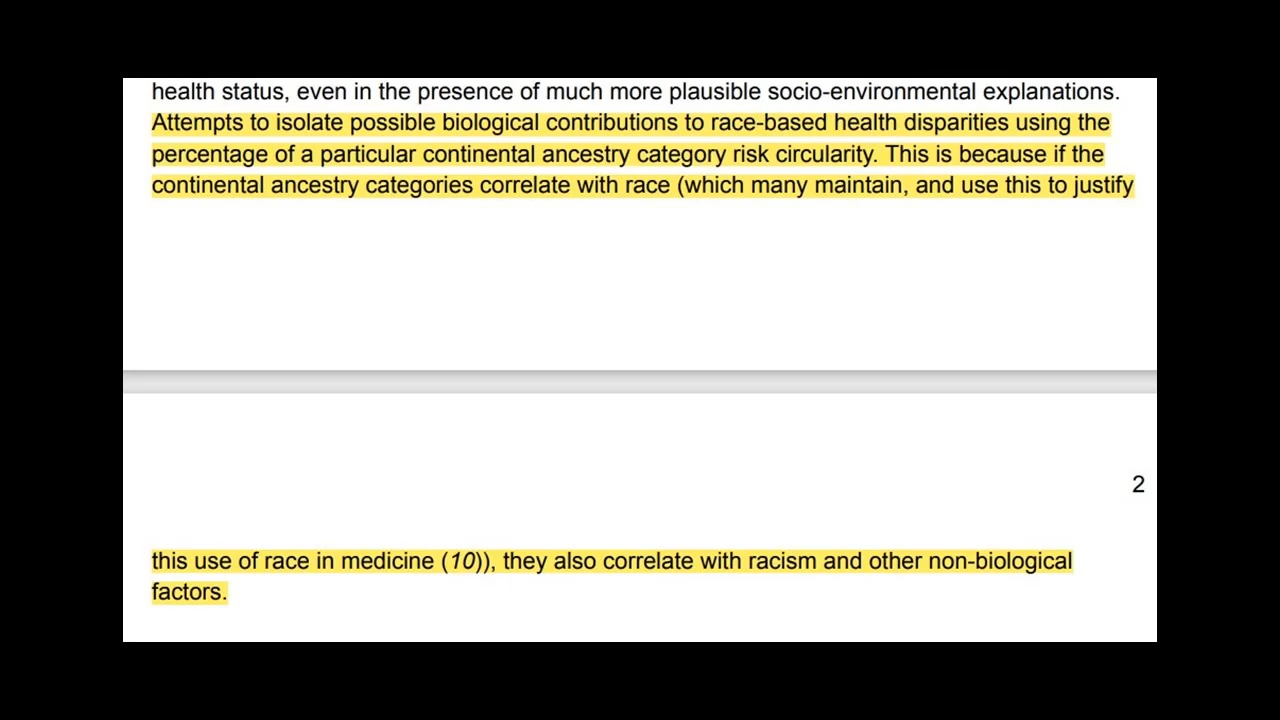 health status, even in the presence of much more plausible socio-environmental explanations.
Attempts to isolate possible biological contributions to race-based health disparities using the
percentage of a particular continental ancestry category risk circularity. This is because if the
continental ancestry categories correlate with race (which many maintain, and use this to justify
2
this use of race in medicine (10)), they also correlate with racism and other non-biological
factors.